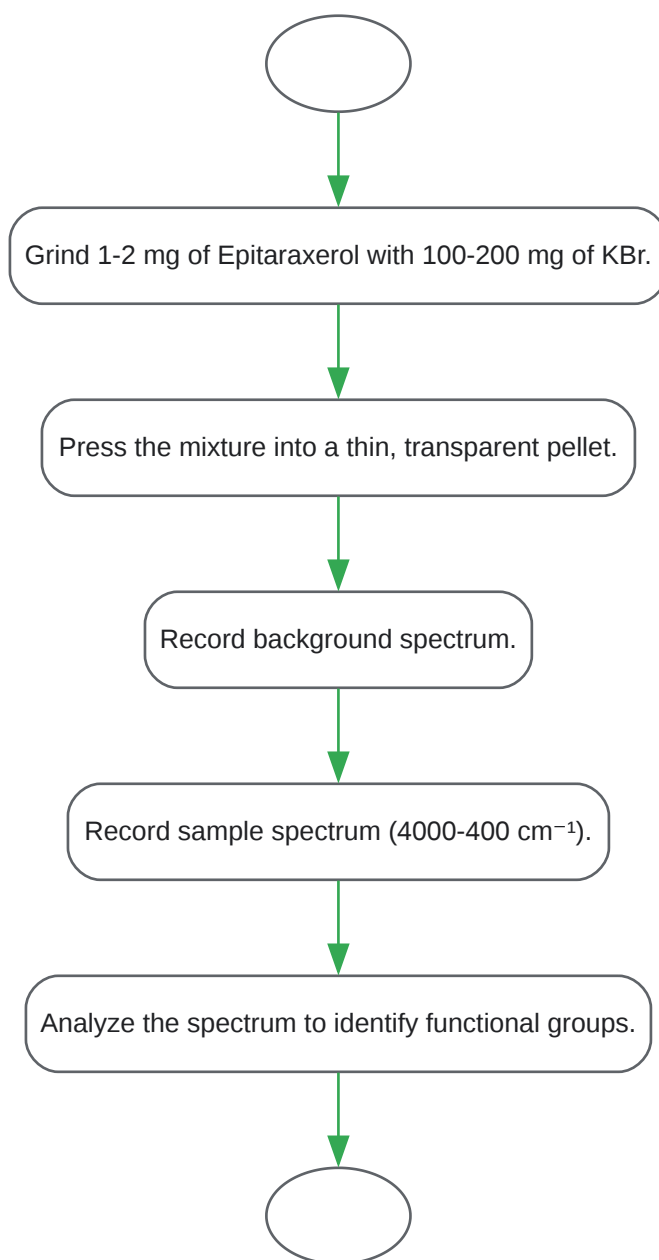 Grind 1-2 mg of Epitaraxerol with 100-200 mg of KBr.
Press the mixture into a thin, transparent pellet.
Record background spectrum.
Record sample spectrum (4000-400 cm⁻¹).
Analyze the spectrum to identify functional groups.